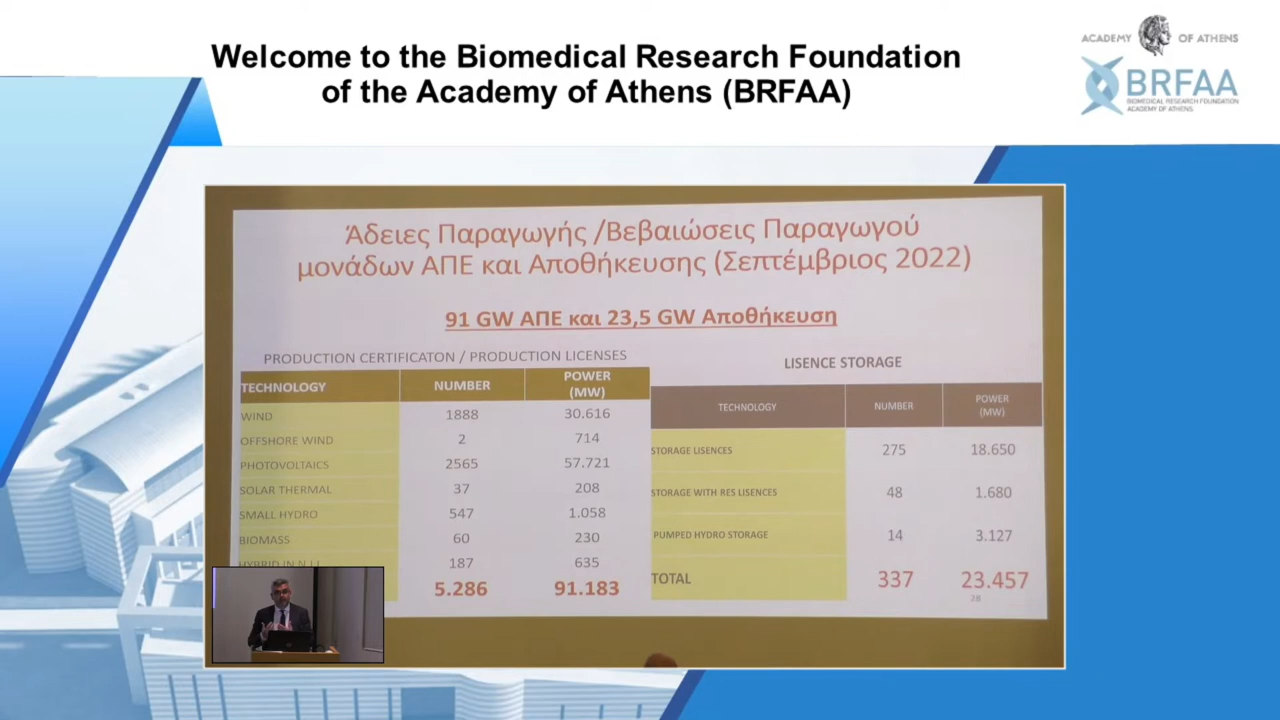 Welcome to the Biomedical Research Foundation
of the Academy of Athens (BRFAA)
ACADEMY OF ATHENS
BRFAA
BIOMEDICAL RESEARCH FOUNDATION
ACADEMY OF ATHENS
Άδειες Παραγωγής /Βεβαιώσεις Παραγωγού
μονάδων ΑΠΕ και Αποθήκευσης (Σεπτέμβριος 2022)
91 GW ΑΠΕ και 23,5 GW Αποθήκευση
PRODUCTION CERTIFICATON / PRODUCTION LICENSES
TECHNOLOGY NUMBER POWER (MW)
WIND 1888 30.616
OFFSHORE WIND 2 714
PHOTOVOLTAICS 2565 57.721
SOLAR THERMAL 37 208
SMALL HYDRO 547 1.058
BIOMASS 60 230
HYBRID IN N.I.I. 187 635
5.286 91.183
LISENCE STORAGE
TECHNOLOGY NUMBER POWER (MW)
STORAGE LISENCES 275 18.650
STORAGE WITH RES LISENCES 48 1.680
PUMPED HYDRO STORAGE 14 3.127
TOTAL 337 23.457
28